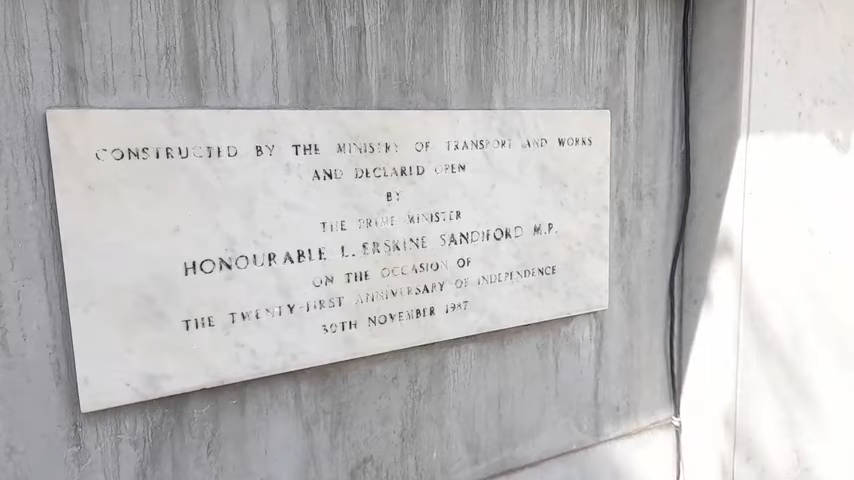 CONSTRUCTED BY THE MINISTRY OF TRANSPORT AND WORKS
AND DECLARED OPEN
BY
THE PRIME MINISTER
HONOURABLE L. ERSKINE SANDIFORD M.P.
ON THE OCCASION OF
THE TWENTY-FIRST ANNIVERSARY OF INDEPENDENCE
30TH NOVEMBER 1987